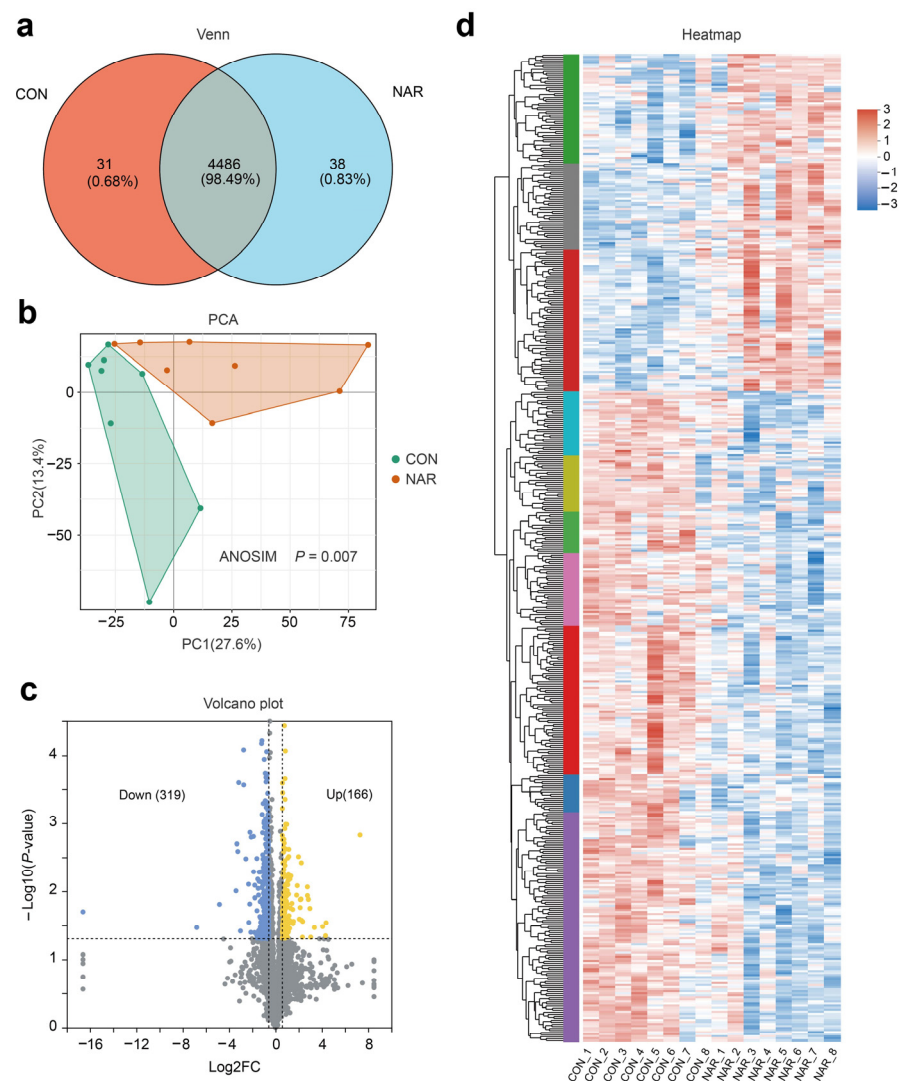 a
Venn
CON
NAR
31
(0.68%)
4486
(98.49%)
38
(0.83%)
b
PCA
0
−25
−50
PC2(13.4%)
ANOSIM P = 0.007
−25 0 25 50 75
PC1(27.6%)
CON
NAR
c
Volcano plot
4
3
2
1
0
−Log10(P-value)
Down (319)
Up(166)
−16 −12 −8 −4 0 4 8
Log2FC
d
Heatmap
3
2
1
0
−1
−2
−3
CON_1
CON_2
CON_3
CON_4
CON_5
CON_6
CON_7
CON_8
NAR_1
NAR_2
NAR_3
NAR_4
NAR_5
NAR_6
NAR_7
NAR_8